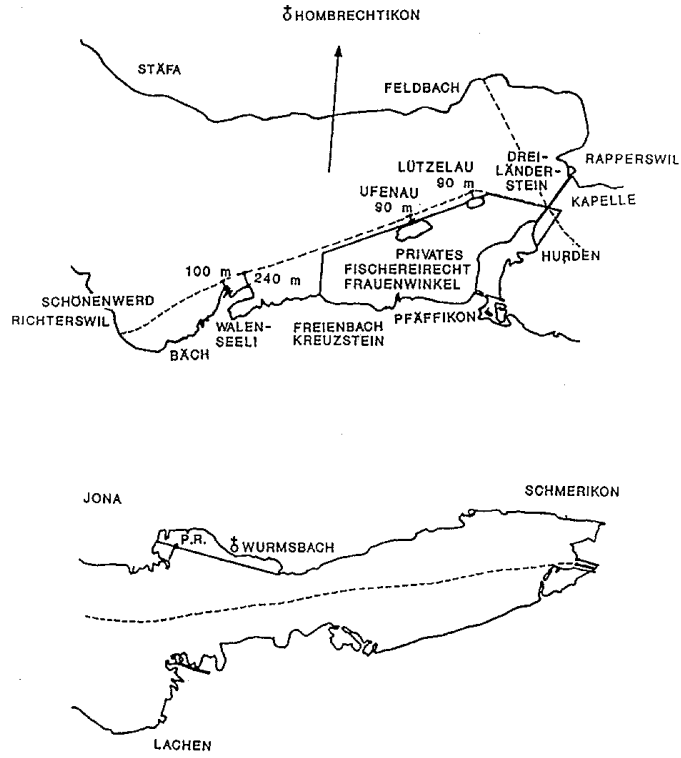 HOMBRECHTIKON
STÄFA
FELDBACH
DREI-
LÄNDER-
STEIN
RAPPERSWIL
KAPELLE
LÜTZELAU
90 m
UFENAU
90 m
HURDEN
PRIVATES
FISCHEREIRECHT
FRAUENWINKEL
100 m
240 m
SCHÖNENWERD
RICHTERSWIL
BÄCH
WALEN-
SEELI
FREIENBACH
KREUZSTEIN
PFÄFFIKON
JONA
SCHMERIKON
P.R.
WURMSBACH
LACHEN